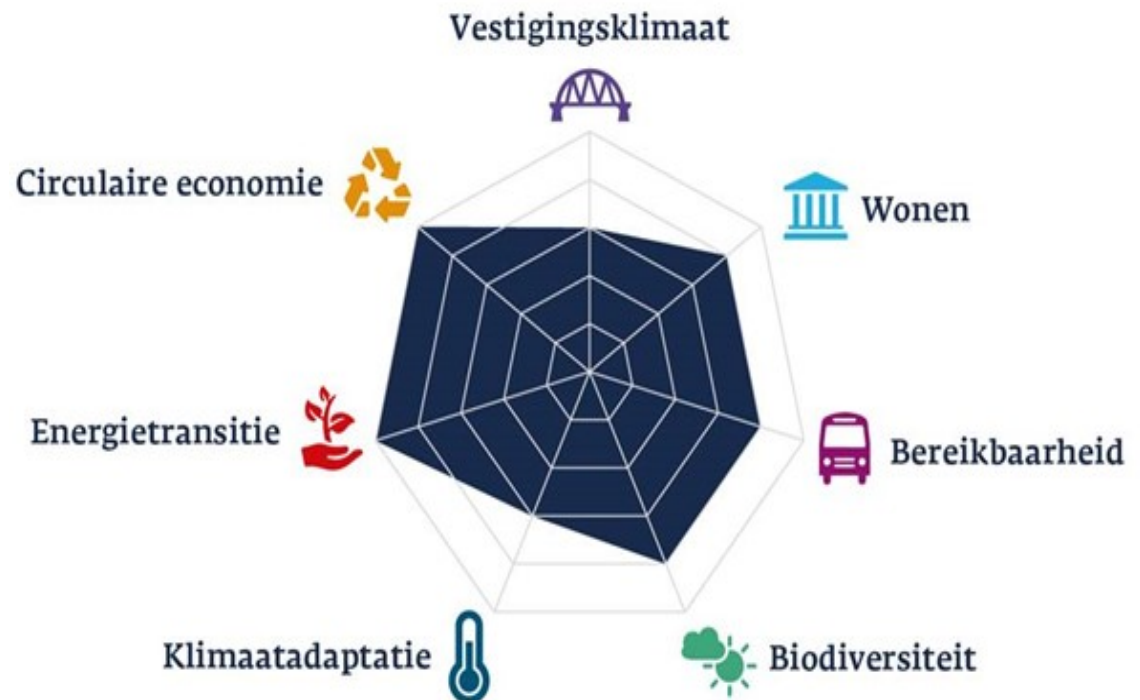 Vestigingsklimaat
Circulaire economie
Wonen
Energietransitie
Bereikbaarheid
Klimaatadaptatie
Biodiversiteit